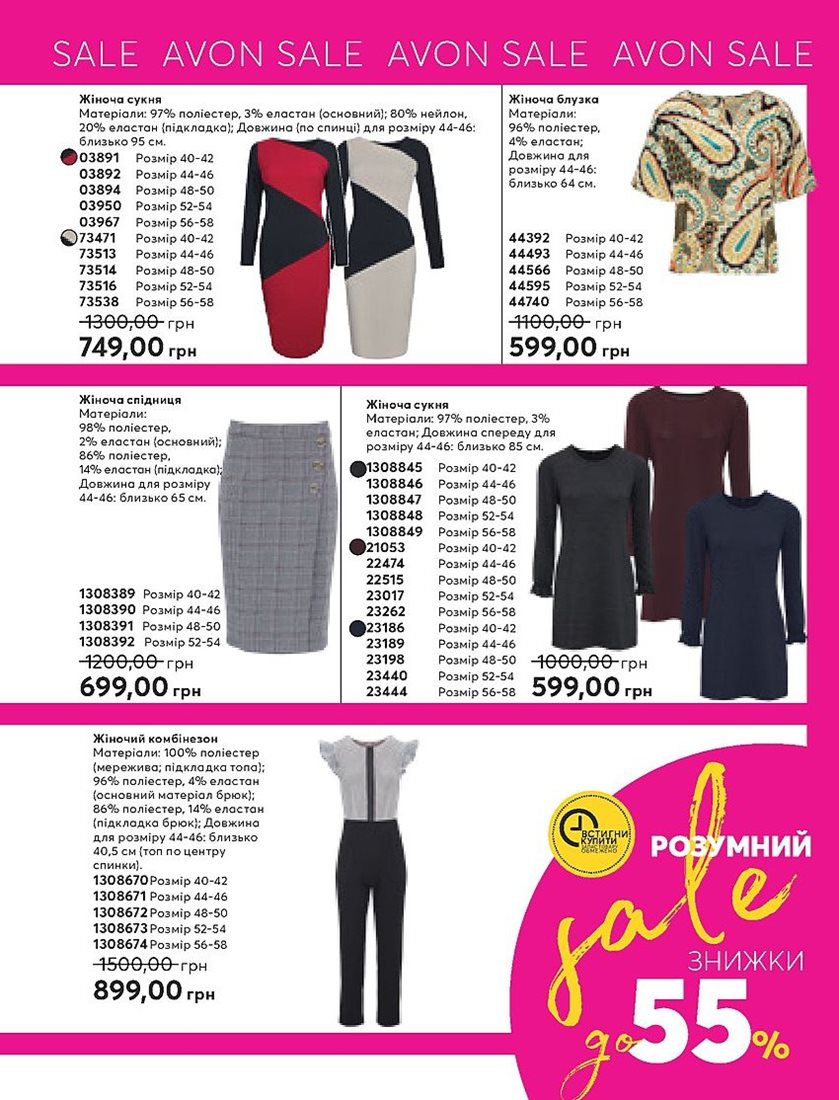 SALE AVON SALE AVON SALE AVON SALE
Жіноча сукня
Матеріали: 97% поліестер, 3% еластан (основний); 80% нейлон,
20% еластан (підкладка); Довжина (по спинці) для розміру 44-46:
близько 95 см.
03891 Розмір 40-42
03892 Розмір 44-46
03894 Розмір 48-50
03950 Розмір 52-54
03967 Розмір 56-58
73471 Розмір 40-42
73513 Розмір 44-46
73514 Розмір 48-50
73516 Розмір 52-54
73538 Розмір 56-58
1300,00 грн
749,00 грн
Жіноча блузка
Матеріали:
96% поліестер,
4% еластан;
Довжина для
розміру 44-46:
близько 64 см.
44392 Розмір 40-42
44493 Розмір 44-46
44566 Розмір 48-50
44595 Розмір 52-54
44740 Розмір 56-58
1100,00 грн
599,00 грн
Жіноча спідниця
Матеріали:
98% поліестер,
2% еластан (основний);
86% поліестер,
14% еластан (підкладка);
Довжина для розміру
44-46: близько 65 см.
1308389 Розмір 40-42
1308390 Розмір 44-46
1308391 Розмір 48-50
1308392 Розмір 52-54
1200,00 грн
699,00 грн
Жіноча сукня
Матеріали: 97% поліестер, 3%
еластан; Довжина спереду для
розміру 44-46: близько 85 см.
1308845 Розмір 40-42
1308846 Розмір 44-46
1308847 Розмір 48-50
1308848 Розмір 52-54
1308849 Розмір 56-58
21053 Розмір 40-42
22474 Розмір 44-46
22515 Розмір 48-50
23017 Розмір 52-54
23262 Розмір 56-58
23186 Розмір 40-42
23189 Розмір 44-46
23198 Розмір 48-50
23440 Розмір 52-54
23444 Розмір 56-58
1000,00 грн
599,00 грн
Жіночий комбінезон
Матеріали: 100% поліестер
(мережива; підкладка топа);
96% поліестер, 4% еластан
(основний матеріал брюк);
86% поліестер, 14% еластан
(підкладка брюк); Довжина
для розміру 44-46: близько
40,5 см (топ по центру
спинки).
1308670 Розмір 40-42
1308671 Розмір 44-46
1308672 Розмір 48-50
1308673 Розмір 52-54
1308674 Розмір 56-58
1500,00 грн
899,00 грн
ВСТИГНИ
КУПИТИ
ЗАПАС ТОВАРУ
ОБМЕЖЕНО
РОЗУМНИЙ
sale
ЗНИЖКИ
до 55%